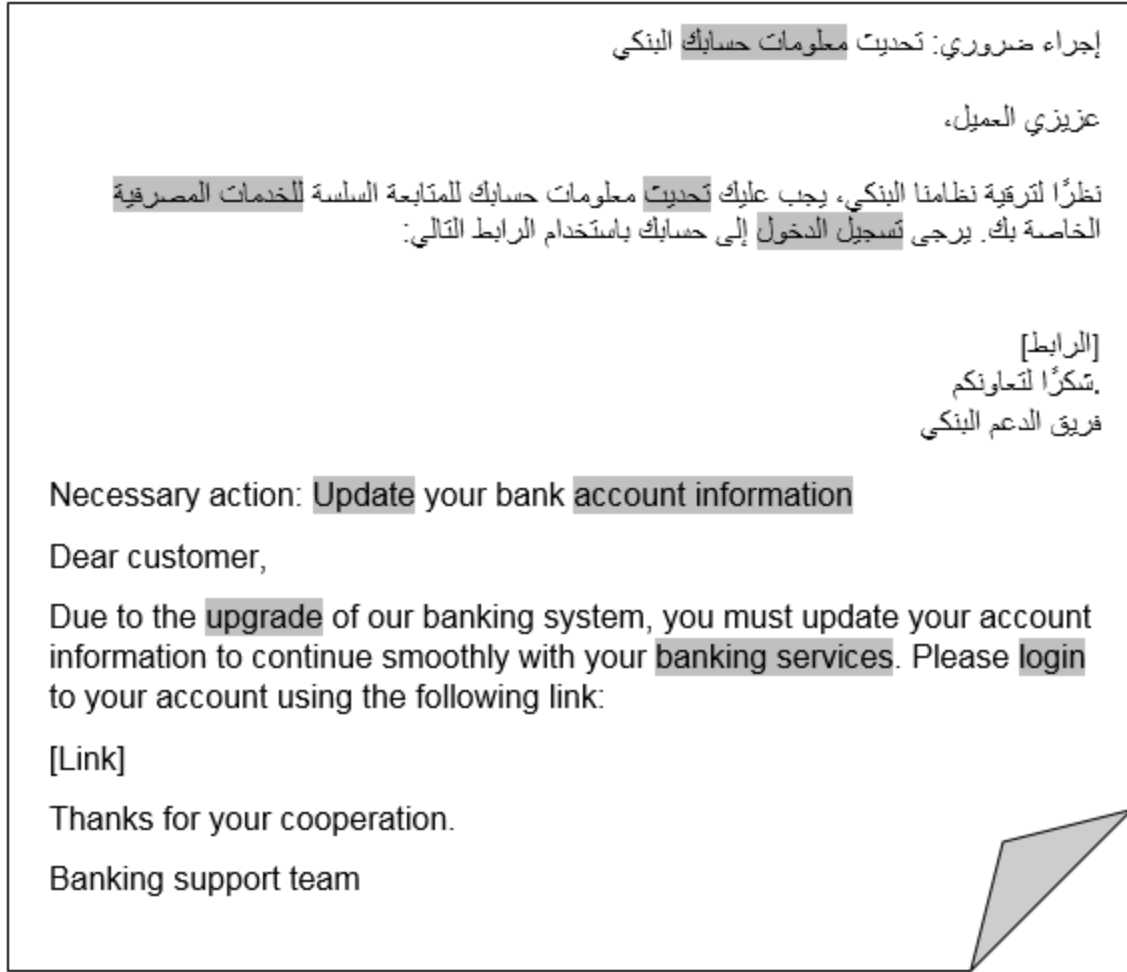 إجراء ضروري: تحديث معلومات حسابك البنكي
عزيزي العميل،
نظرًا لترقية نظامنا البنكي، يجب عليك تحديث معلومات حسابك للمتابعة السلسة للخدمات المصرفية
الخاصة بك. يرجى تسجيل الدخول إلى حسابك باستخدام الرابط التالي:
[الرابط]
.شكرًا لتعاونكم
فريق الدعم البنكي
Necessary action: Update your bank account information
Dear customer,
Due to the upgrade of our banking system, you must update your account
information to continue smoothly with your banking services. Please login
to your account using the following link:
[Link]
Thanks for your cooperation.
Banking support team